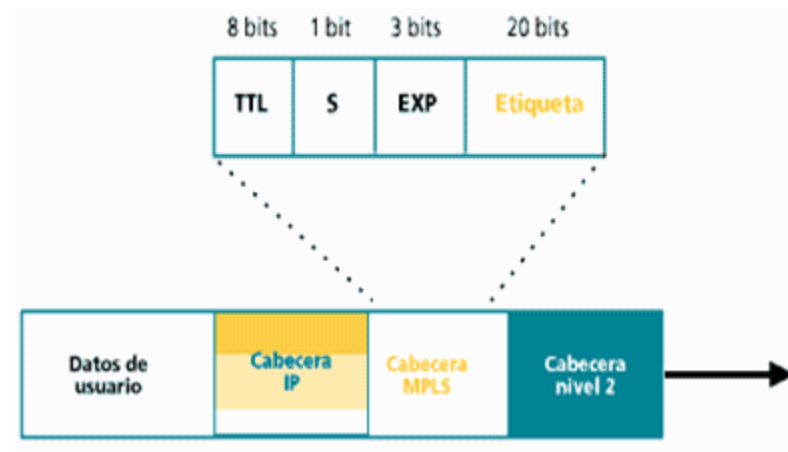 8 bits 1 bit 3 bits 20 bits
TTL S EXP Etiqueta
Datos de
usuario
Cabecera
IP
Cabecera
MPLS
Cabecera
nivel 2